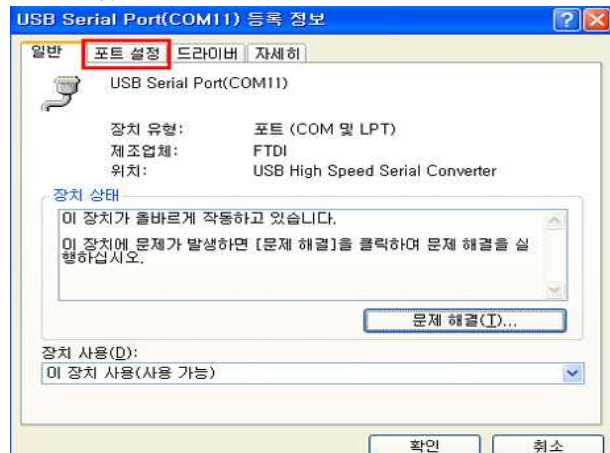 USB Serial Port(COM11) 등록 정보
일반 포트 설정 드라이버 자세히
USB Serial Port(COM11)
장치 유형: 포트 (COM 및 LPT)
제조업체: FTDI
위치: USB High Speed Serial Converter
장치 상태
이 장치가 올바르게 작동하고 있습니다.
이 장치에 문제가 발생하면 [문제 해결]을 클릭하여 문제 해결을 실
행하십시오.
문제 해결(T)...
장치 사용(D):
이 장치 사용(사용 가능)
확인 취소